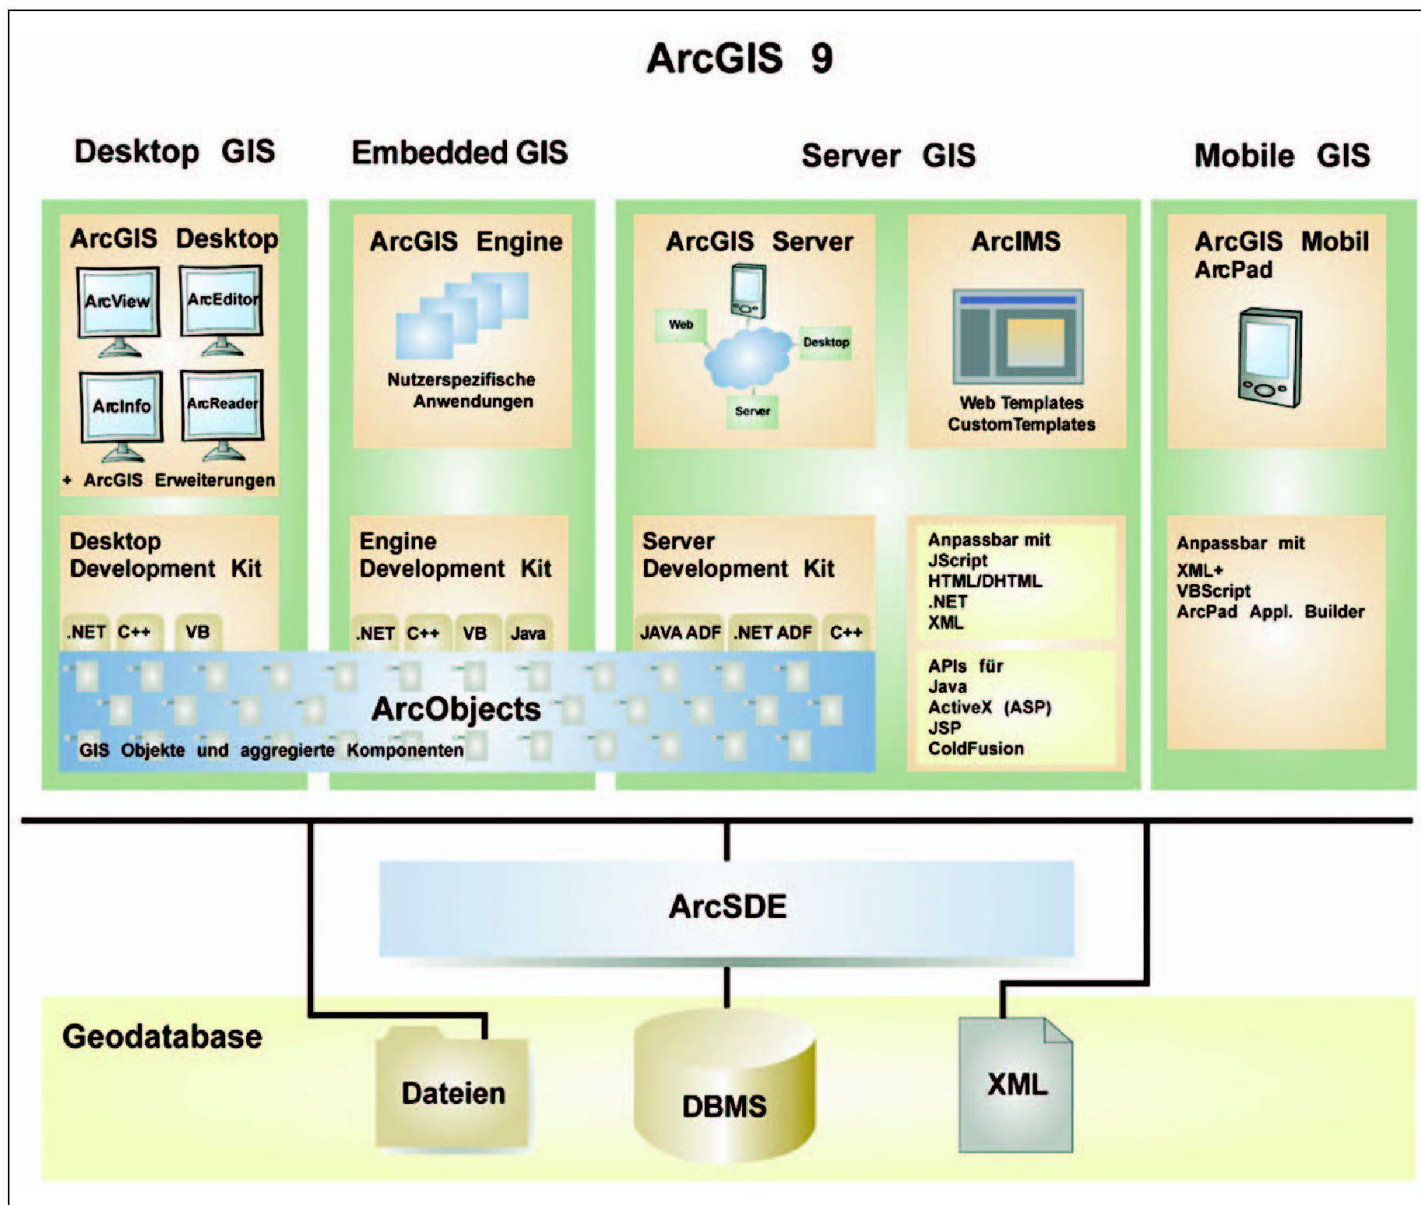 ArcGIS 9
Desktop GIS
Embedded GIS
Server GIS
Mobile GIS
ArcGIS Desktop
ArcView
ArcEditor
ArcInfo
ArcReader
+ ArcGIS Erweiterungen
ArcGIS Engine
Nutzerspezifische
Anwendungen
ArcGIS Server
Web
Desktop
Server
ArcIMS
Web Templates
CustomTemplates
ArcGIS Mobil
ArcPad
Desktop
Development Kit
.NET C++ VB
Engine
Development Kit
.NET C++ VB Java
Server
Development Kit
JAVA ADF .NET ADF C++
Anpassbar mit
JScript
HTML/DHTML
.NET
XML
APIs für
Java
ActiveX (ASP)
JSP
ColdFusion
Anpassbar mit
XML+
VBScript
ArcPad Appl. Builder
ArcObjects
GIS Objekte und aggregierte Komponenten
ArcSDE
Geodatabase
Dateien
DBMS
XML